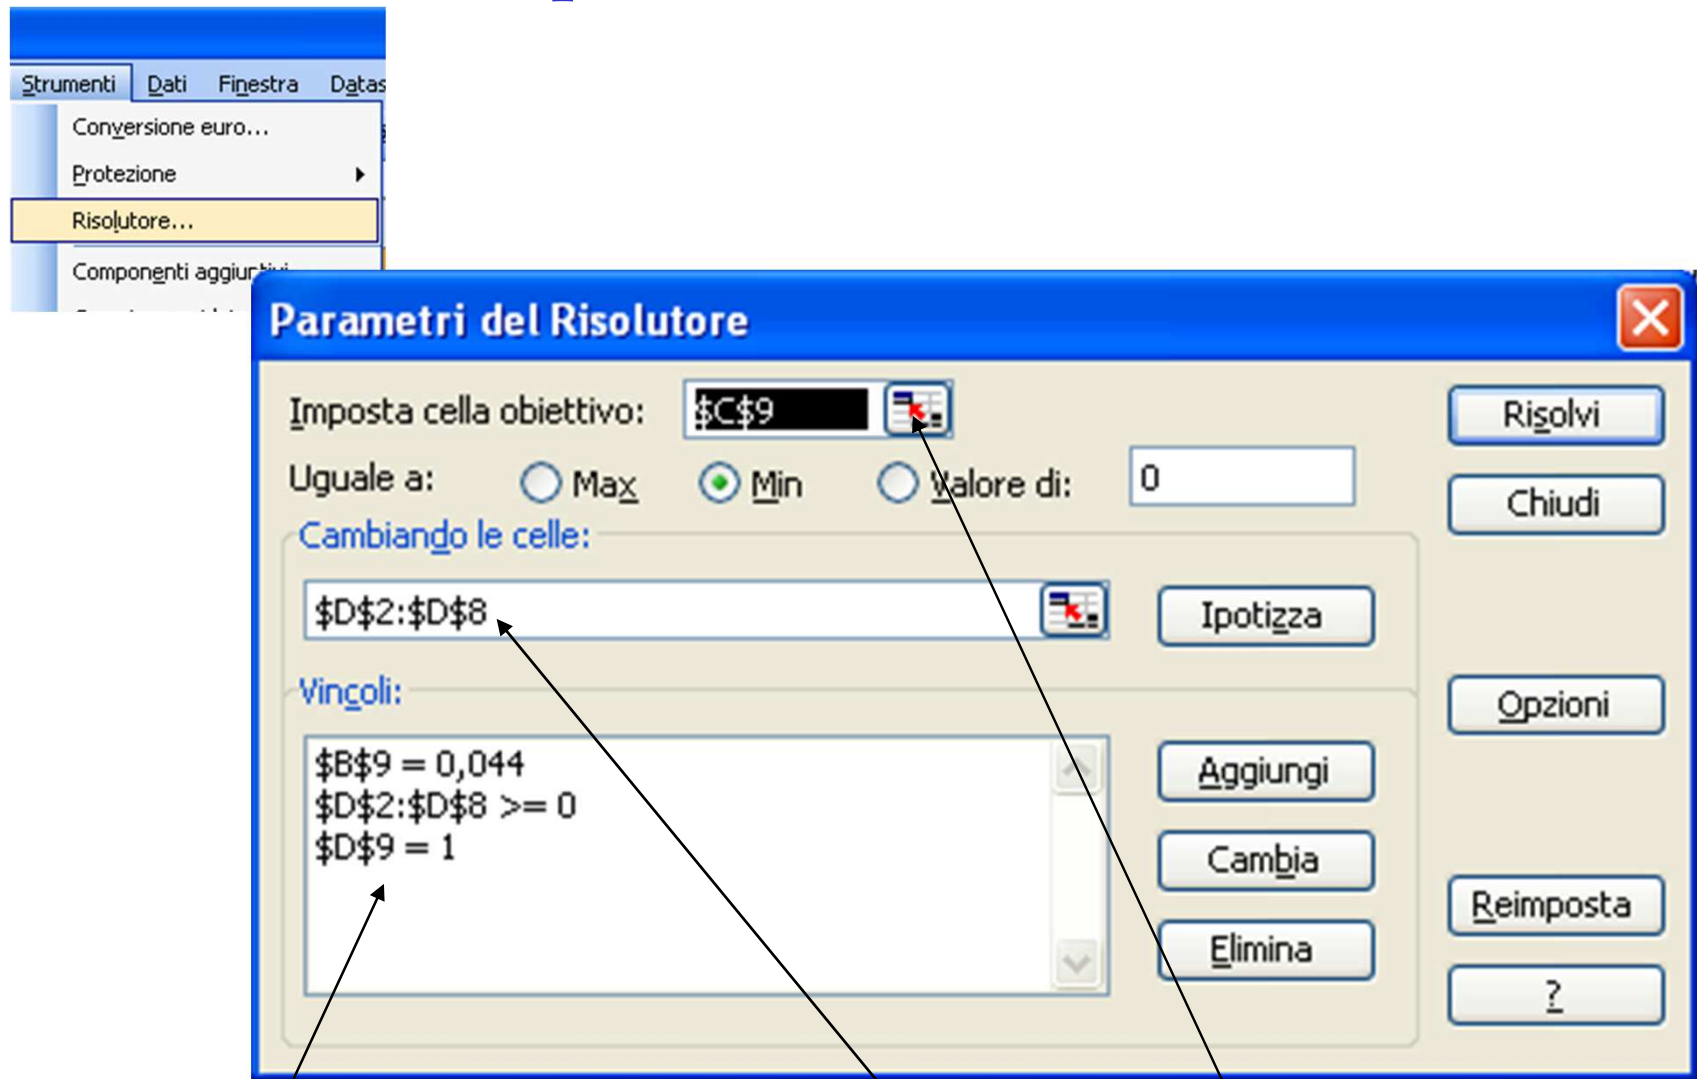 Strumenti Dati Finestra Datas
Conversione euro...
Protezione
Risolutore...
Componenti aggiuntivi
Parametri del Risolutore
Imposta cella obiettivo: $C$9 Risolvi
Uguale a: Max Min Valore di: 0 Chiudi
Cambiando le celle:
$D$2:$D$8 Ipotizza
Vincoli: Opzioni
$B$9 = 0,044 Aggiungi
$D$2:$D$8 >= 0
$D$9 = 1 Cambia
Reimposta
Elimina
?